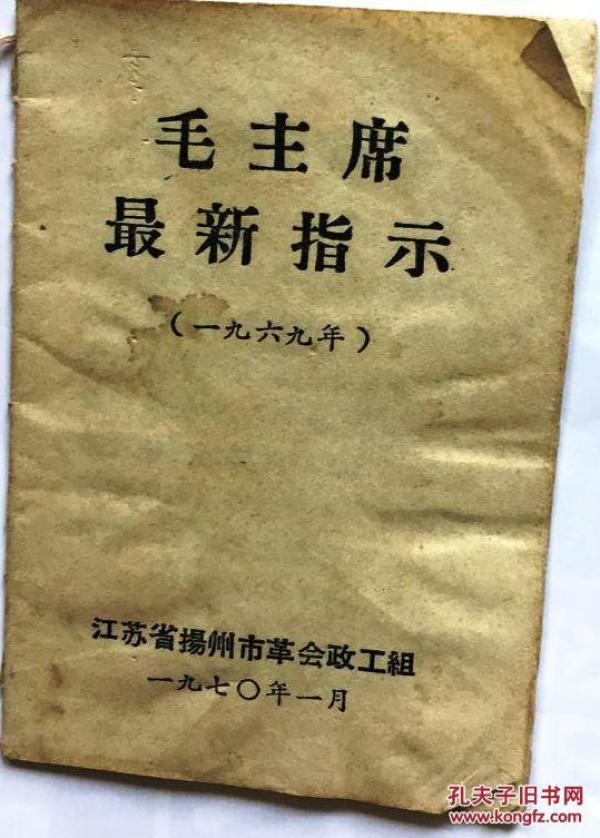 毛主席
最新指示
(一九六九年)
江苏省揚州市革会政工組
一九七〇年一月
孔夫子旧书网
www.kongfz.com